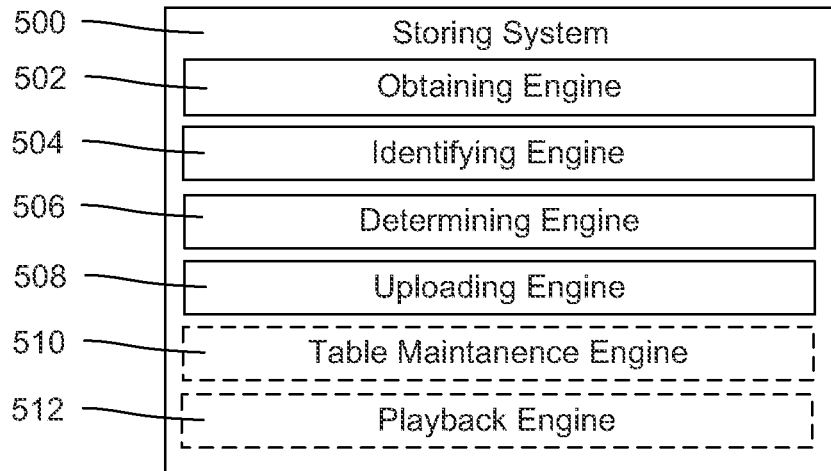 500 Storing System
502 Obtaining Engine
504 Identifying Engine
506 Determining Engine
508 Uploading Engine
510 Table Maintanence Engine
512 Playback Engine